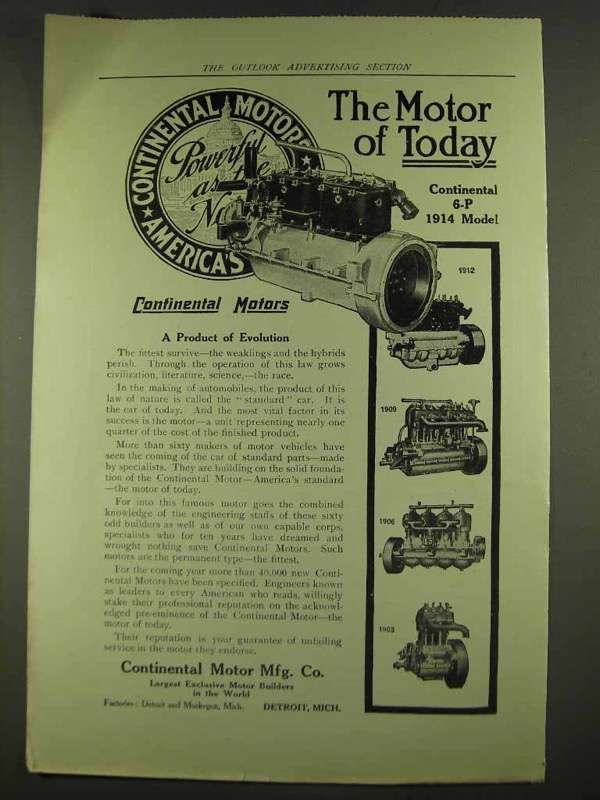 THE OUTLOOK ADVERTISING SECTION
CONTINENTAL MOTORS
AMERICA'S
Powerful
as the
The Motor
of Today
Continental
6-P
1914 Model
Continental Motors
A Product of Evolution
The fittest survive—the weaklings and the hybrids
perish. Through the operation of this law grows
civilization, literature, science,—the race.
In the making of automobiles, the product of this
law of nature is called the "standard" car. It is
the car of today. And the most vital factor in its
success is the motor—a unit representing nearly one
quarter of the cost of the finished product.
More than sixty makers of motor vehicles have
seen the coming of the car of standard parts—made
by specialists. They are building on the solid founda-
tion of the Continental Motor—America's standard
—the motor of today.
For into this famous motor goes the combined
knowledge of the engineering staffs of these sixty
odd builders as well as of our own capable corps,
specialists who for ten years have dreamed and
wrought nothing save Continental Motors. Such
motors are the permanent type—the fittest.
For the coming year more than 40,000 new Conti-
nental Motors have been specified. Engineers known
as leaders to every American who reads, willingly
stake their professional reputation on the acknowl-
edged pre-eminence of the Continental Motor—the
motor of today.
Their reputation is your guarantee of unfailing
service in the motor they endorse.
Continental Motor Mfg. Co.
Largest Exclusive Motor Builders
in the World
Factories: Detroit and Muskegon, Mich. DETROIT, MICH.
1912
1909
1906
1903